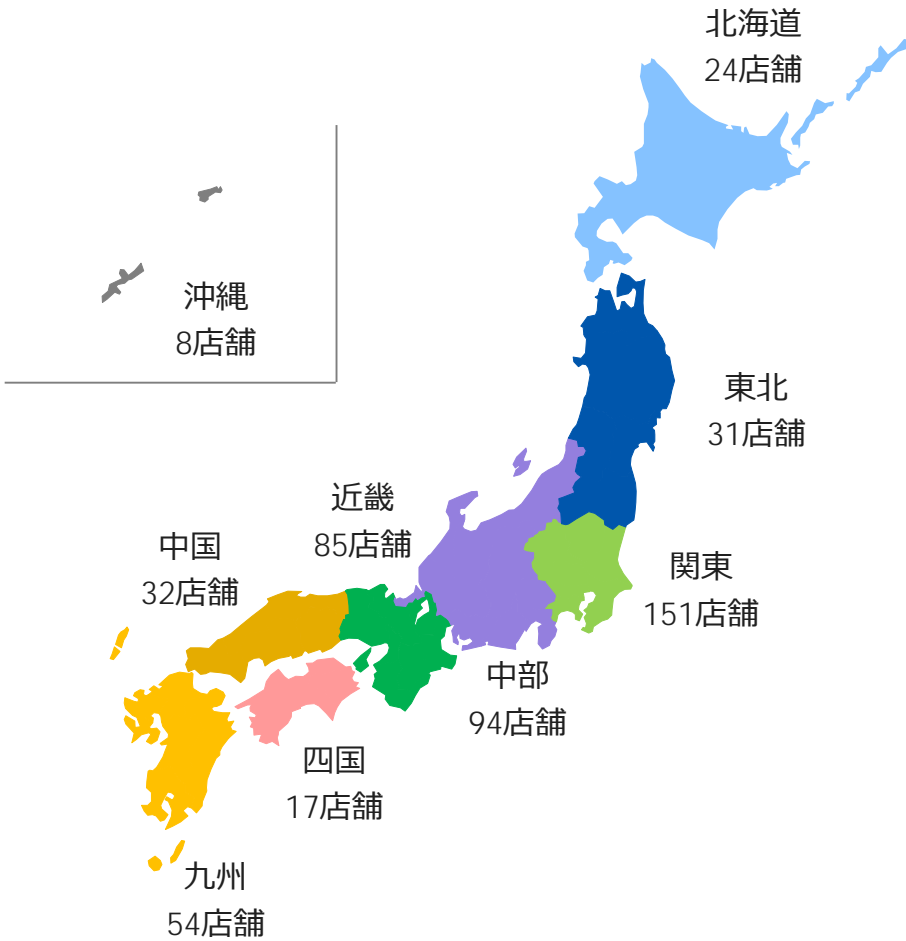 北海道
24店舗
沖縄
8店舗
東北
31店舗
近畿
85店舗
中国
32店舗
関東
151店舗
中部
94店舗
四国
17店舗
九州
54店舗